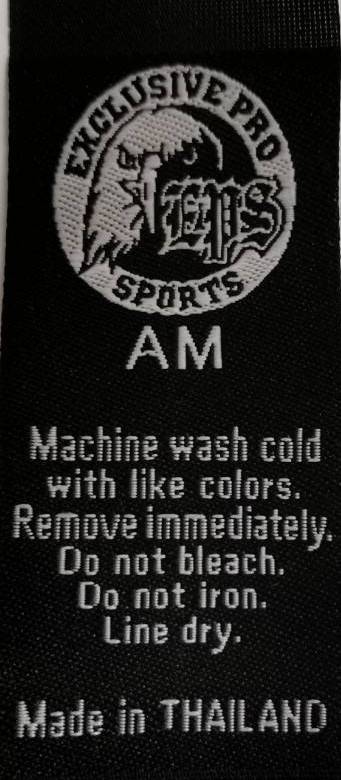 EXCLUSIVE PRO
EPS
SPORTS
AM
Machine wash cold
with like colors.
Remove immediately.
Do not bleach.
Do not iron.
Line dry.
Made in THAILAND